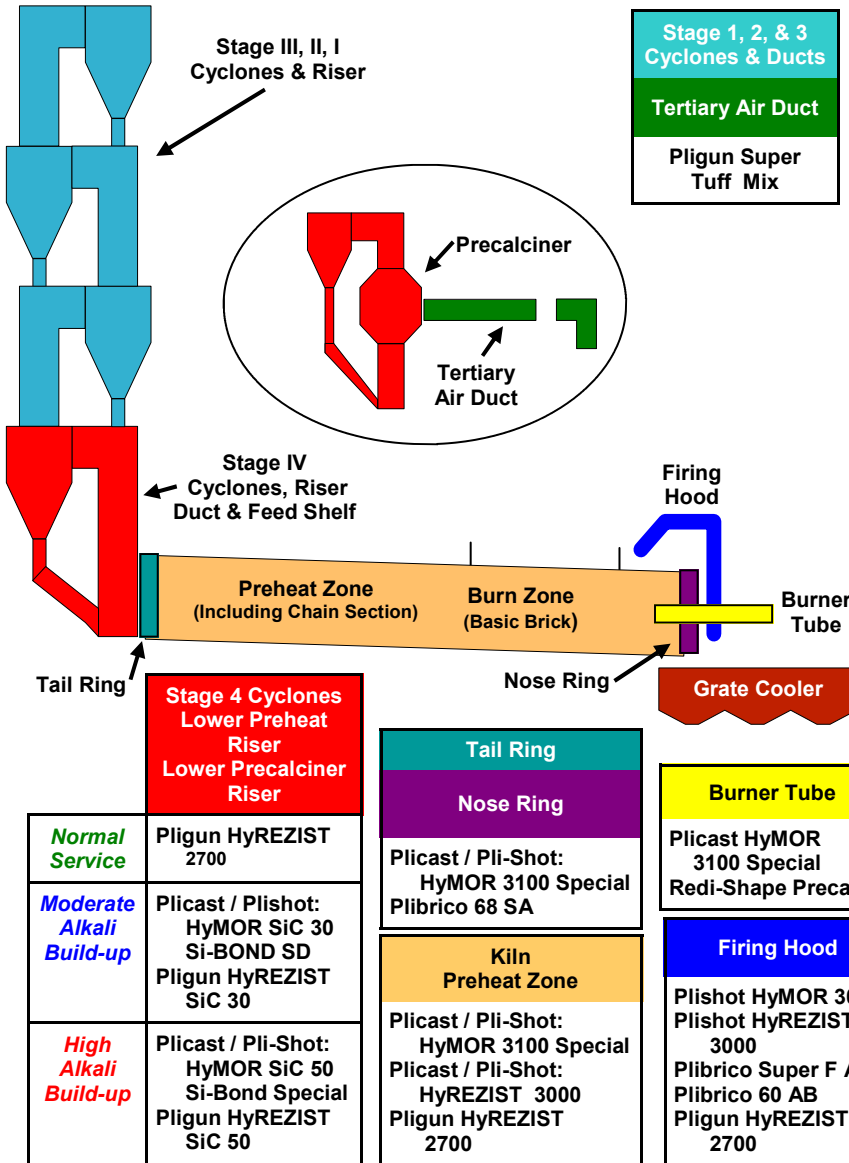 Stage III, II, I
Cyclones & Riser
Stage 1, 2, & 3
Cyclones & Ducts
Tertiary Air Duct
Pligun Super
Tuff Mix
Precalciner
Tertiary
Air Duct
Stage IV
Cyclones, Riser
Duct & Feed Shelf
Firing
Hood
Preheat Zone
(Including Chain Section)
Burn Zone
(Basic Brick)
Burner
Tube
Tail Ring
Nose Ring
Grate Cooler
Stage 4 Cyclones
Lower Preheat
Riser
Lower Precalciner
Riser
Normal
Service
Pligun HyREZIST
2700
Moderate
Alkali
Build-up
Plicast / Plishot:
HyMOR SiC 30
Si-BOND SD
Pligun HyREZIST
SiC 30
High
Alkali
Build-up
Plicast / Pli-Shot:
HyMOR SiC 50
Si-Bond Special
Pligun HyREZIST
SiC 50
Tail Ring
Nose Ring
Plicast / Pli-Shot:
HyMOR 3100 Special
Plibrico 68 SA
Kiln
Preheat Zone
Plicast / Pli-Shot:
HyMOR 3100 Special
Plicast / Pli-Shot:
HyREZIST 3000
Pligun HyREZIST
2700
Burner Tube
Plicast HyMOR
3100 Special
Redi-Shape
Firing Hood
Plishot HyMOR
Plishot HyREZIST
3000
Plibrico Super F
Plibrico 60 AB
Pligun HyREZIST
2700